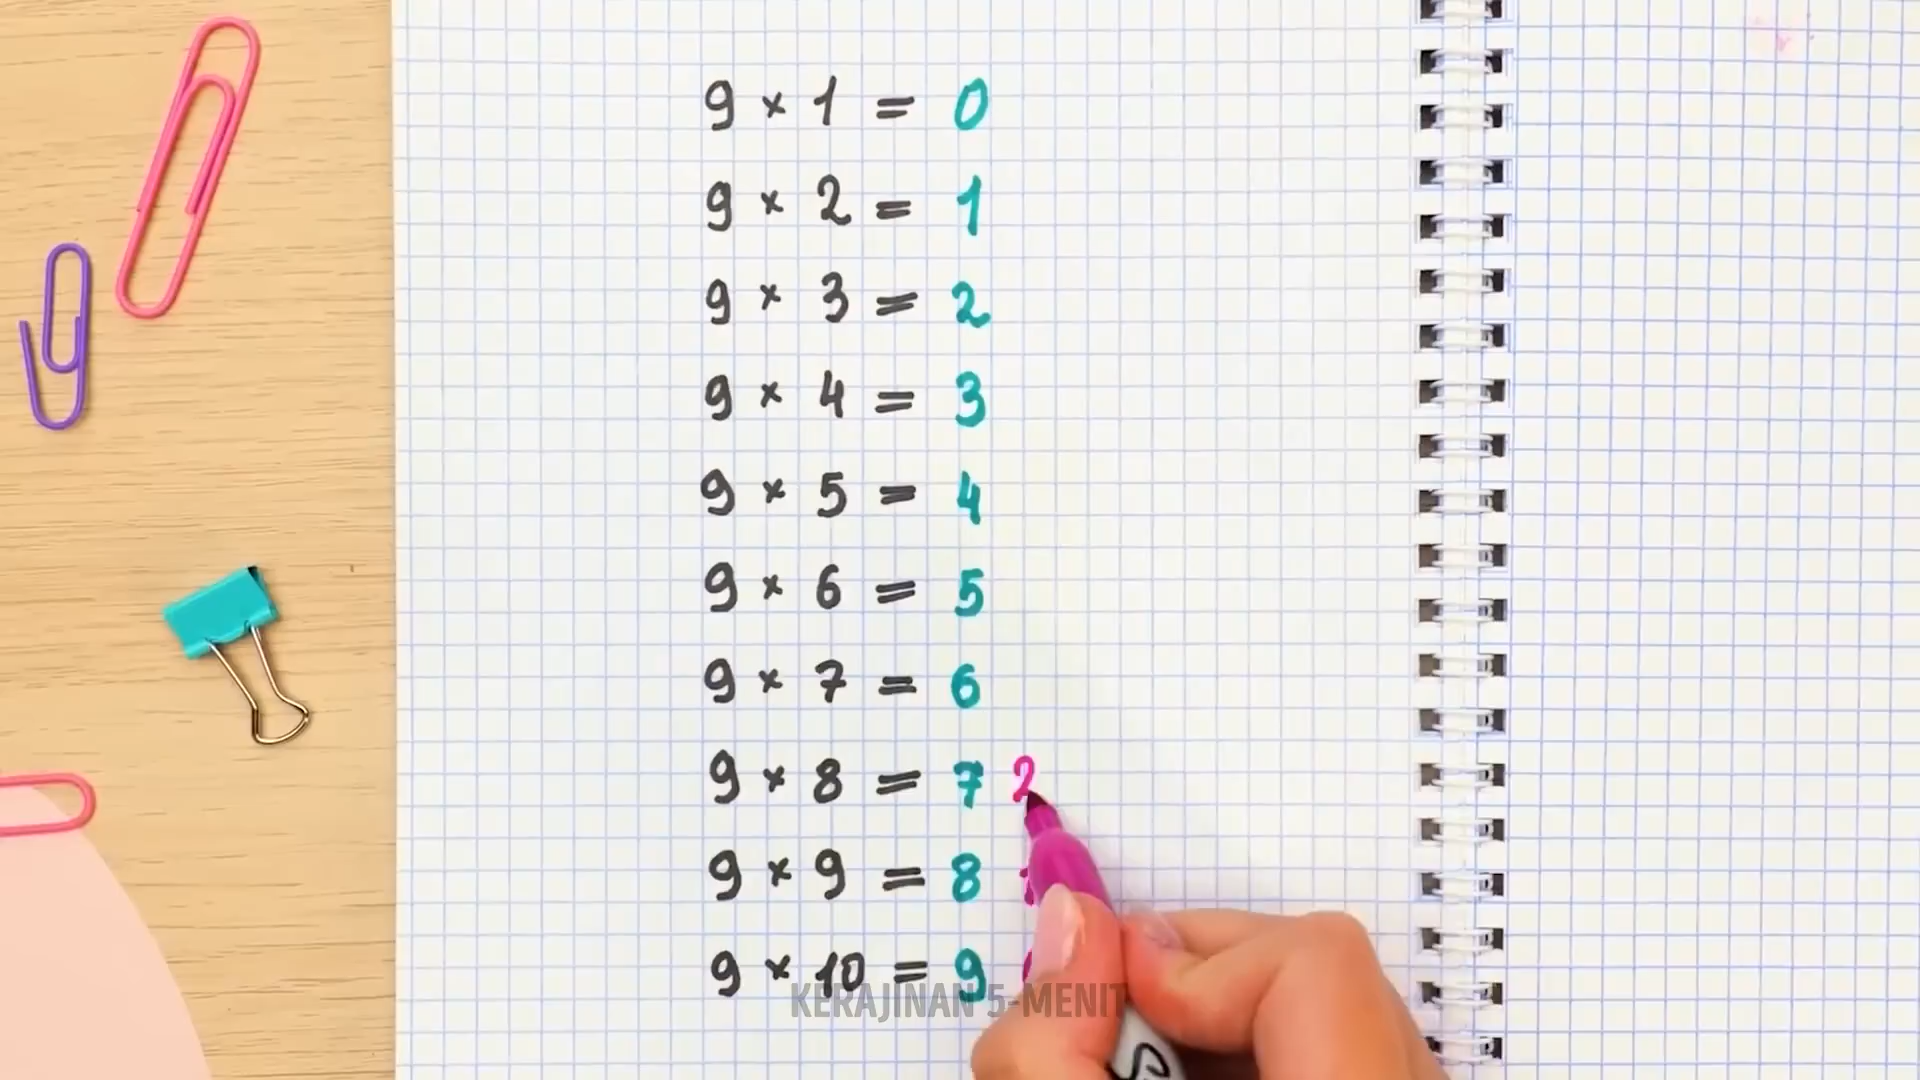 9 × 1 = 0
9 × 2 = 1
9 × 3 = 2
9 × 4 = 3
9 × 5 = 4
9 × 6 = 5
9 × 7 = 6
9 × 8 = 7 2
9 × 9 = 8
9 × 10 = 9
KERAJINAN 5-MENIT